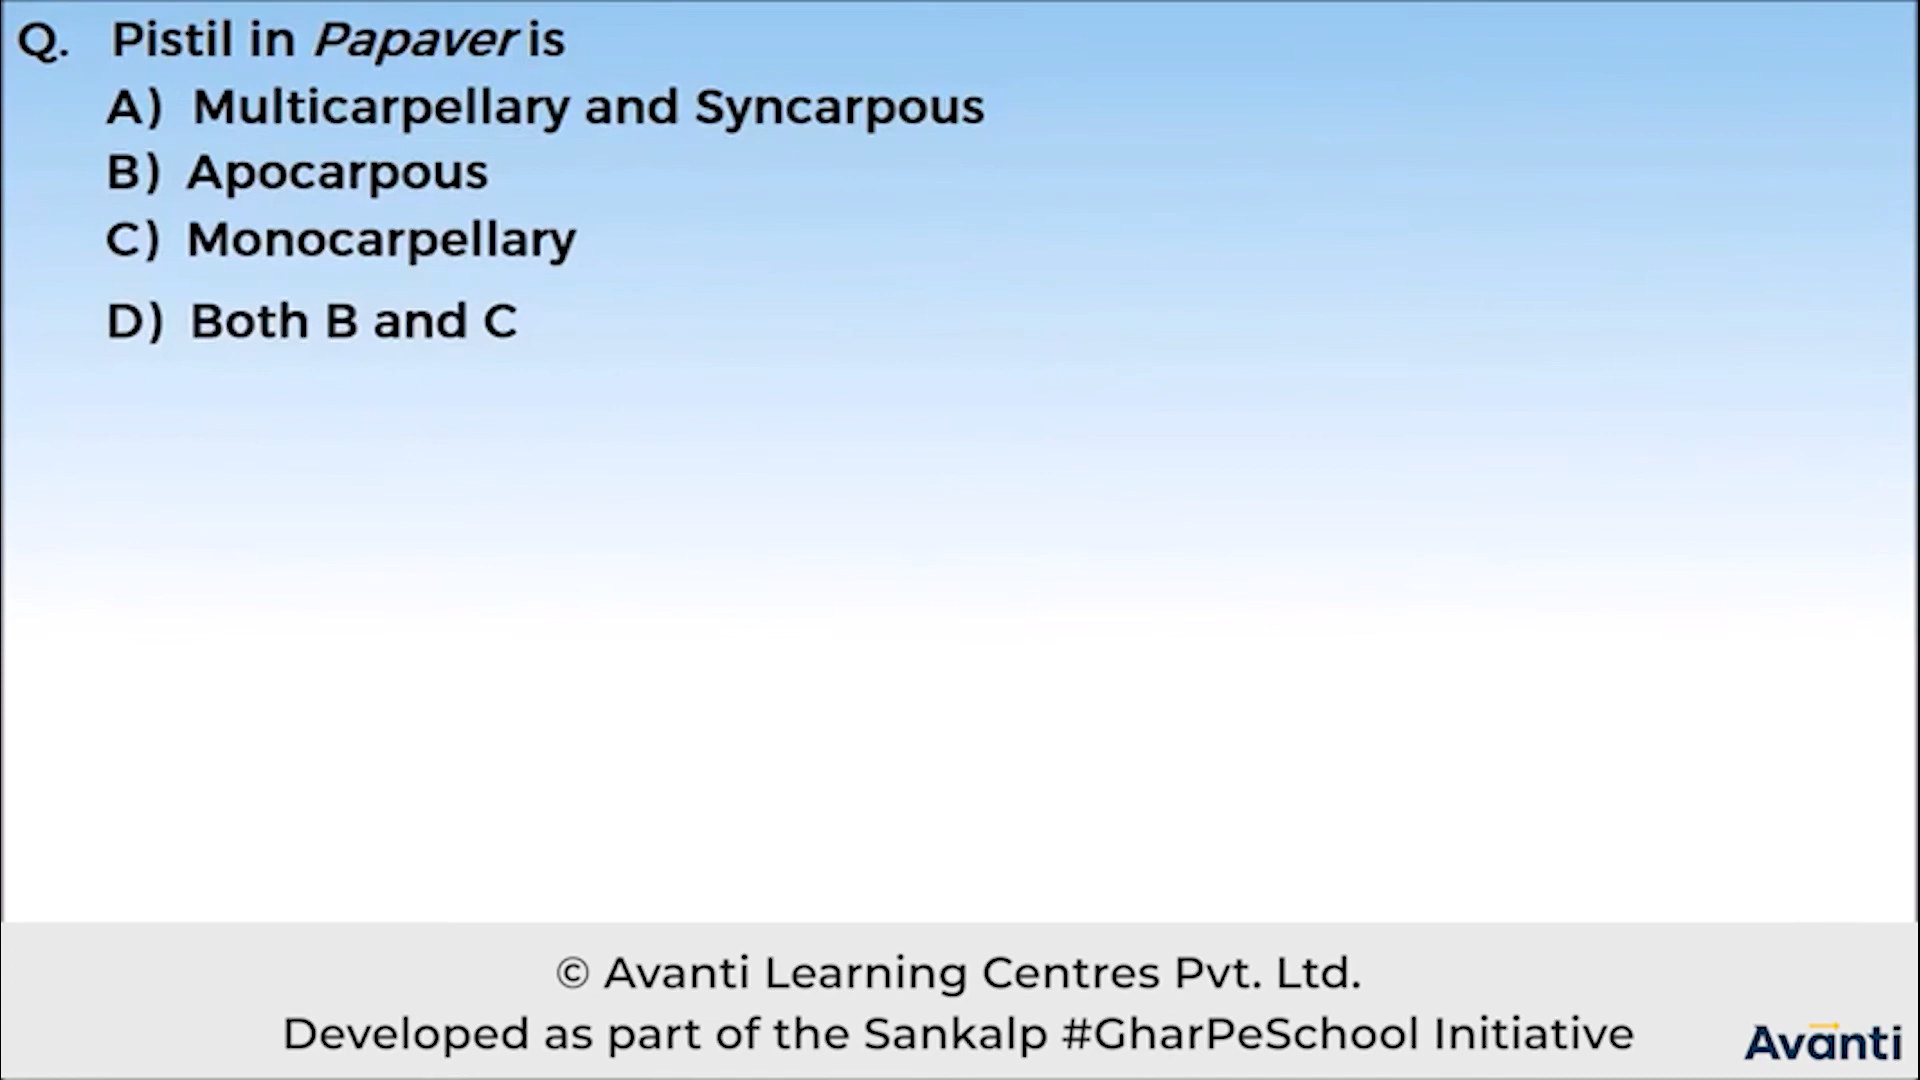 Q. Pistil in Papaver is
A) Multicarpellary and Syncarpous
B) Apocarpous
C) Monocarpellary
D) Both B and C
© Avanti Learning Centres Pvt. Ltd.
Developed as part of the Sankalp #GharPeSchool Initiative
Avanti